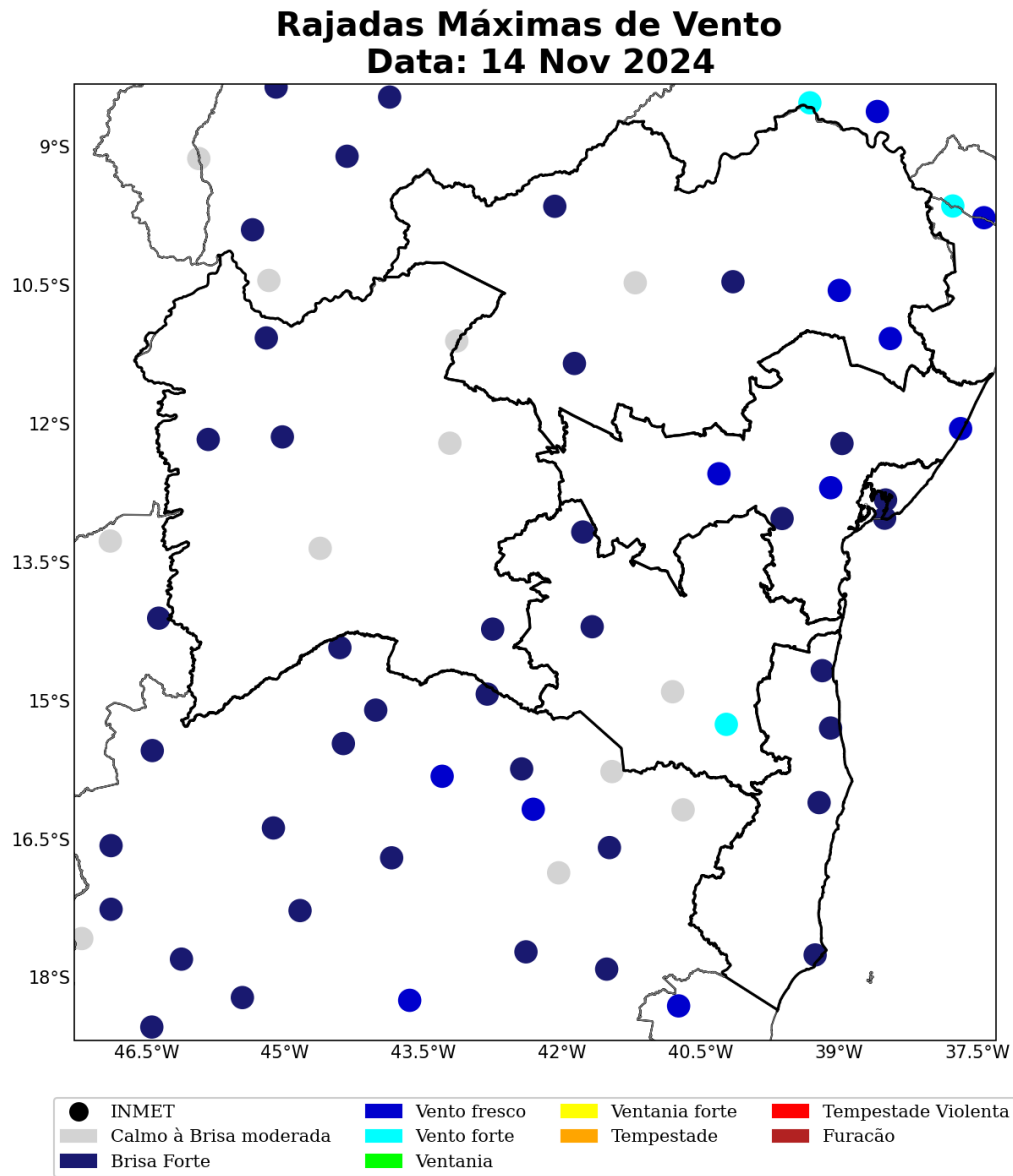 Rajadas Máximas de Vento
Data: 14 Nov 2024
9°S
10.5°S
12°S
13.5°S
15°S
16.5°S
18°S
46.5°W 45°W 43.5°W 42°W 40.5°W 39°W 37.5°W
INMET Vento fresco Ventania forte Tempestade Violenta
Calmo à Brisa moderada Vento forte Tempestade Furacão
Brisa Forte Ventania